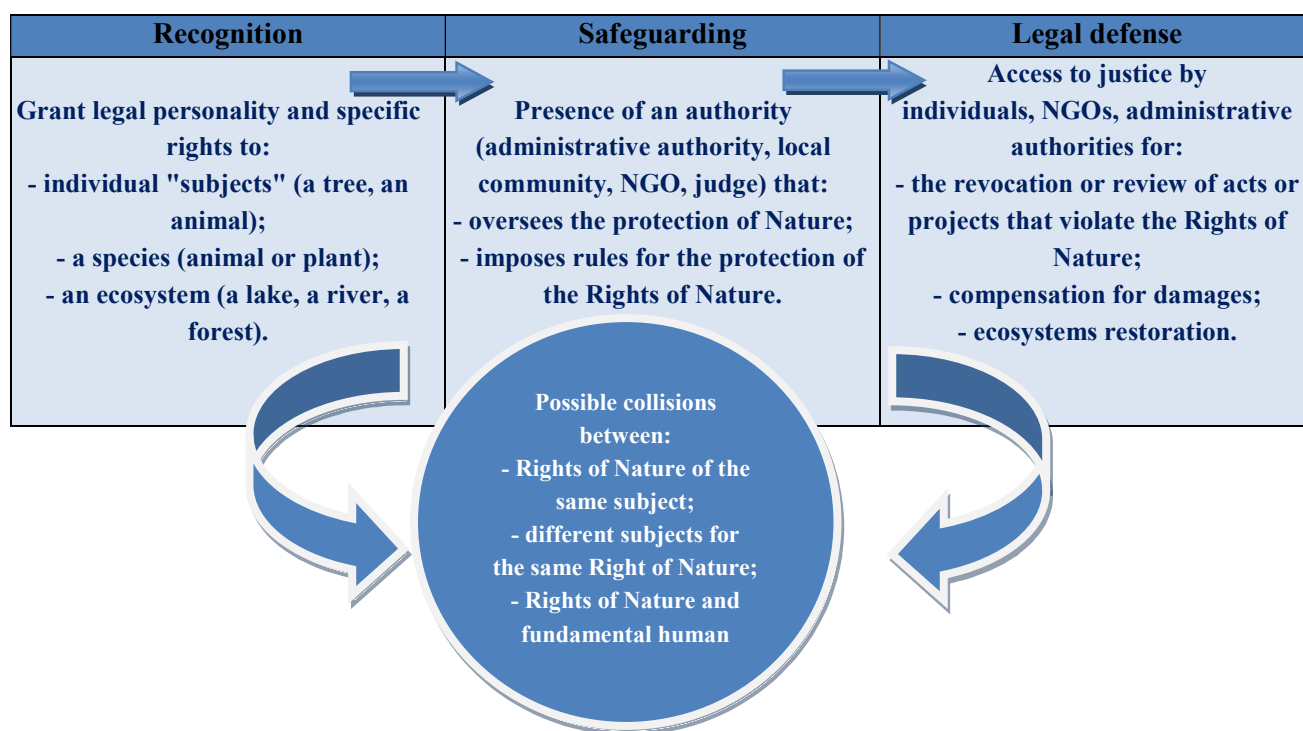 Recognition
Grant legal personality and specific
rights to:
- individual "subjects" (a tree, an
animal);
- a species (animal or plant);
- an ecosystem (a lake, a river, a
forest).
Safeguarding
Presence of an authority
(administrative authority, local
community, NGO, judge) that:
- oversees the protection of Nature;
- imposes rules for the protection of
the Rights of Nature.
Legal defense
Access to justice by
individuals, NGOs, administrative
authorities for:
- the revocation or review of acts or
projects that violate the Rights of
Nature;
- compensation for damages;
- ecosystems restoration.
Possible collisions
between:
- Rights of Nature of the
same subject;
- different subjects for
the same Right of Nature;
- Rights of Nature and
fundamental human